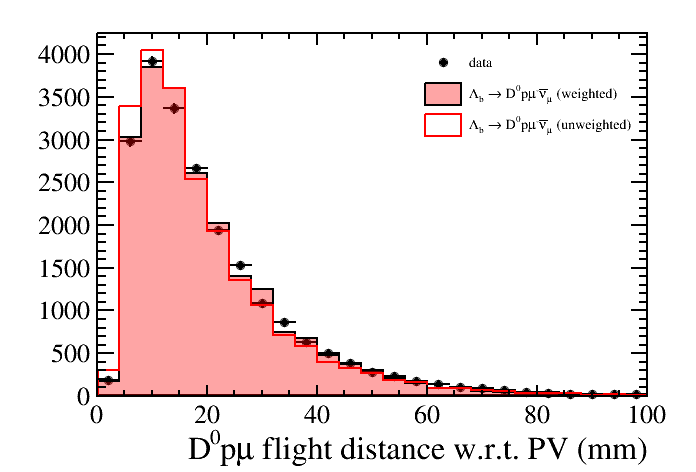 4000
3500
3000
2500
2000
1500
1000
500
0
data
Λb → D⁰pμ ν̄μ (weighted)
Λb → D⁰pμ ν̄μ (unweighted)
0 20 40 60 80 100
D⁰pμ flight distance w.r.t. PV (mm)